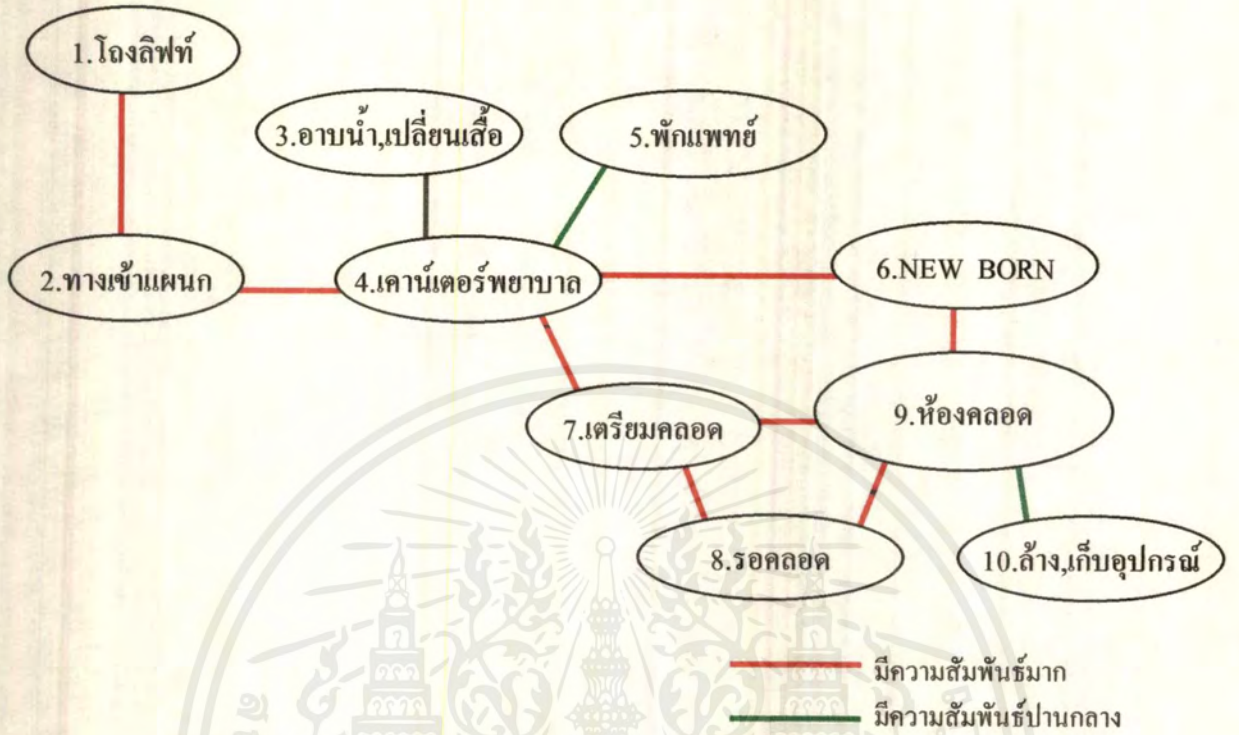 1.โถงลิฟท์
3.อาบน้ำ,เปลี่ยนเสื้อ
5.พักแพทย์
2.ทางเข้าแผนก
4.เคาน์เตอร์พยาบาล
6.NEW BORN
7.เตรียมคลอด
9.ห้องคลอด
8.รอคลอด
10.ล้าง,เก็บอุปกรณ์
มีความสัมพันธ์มาก
มีความสัมพันธ์ปานกลาง